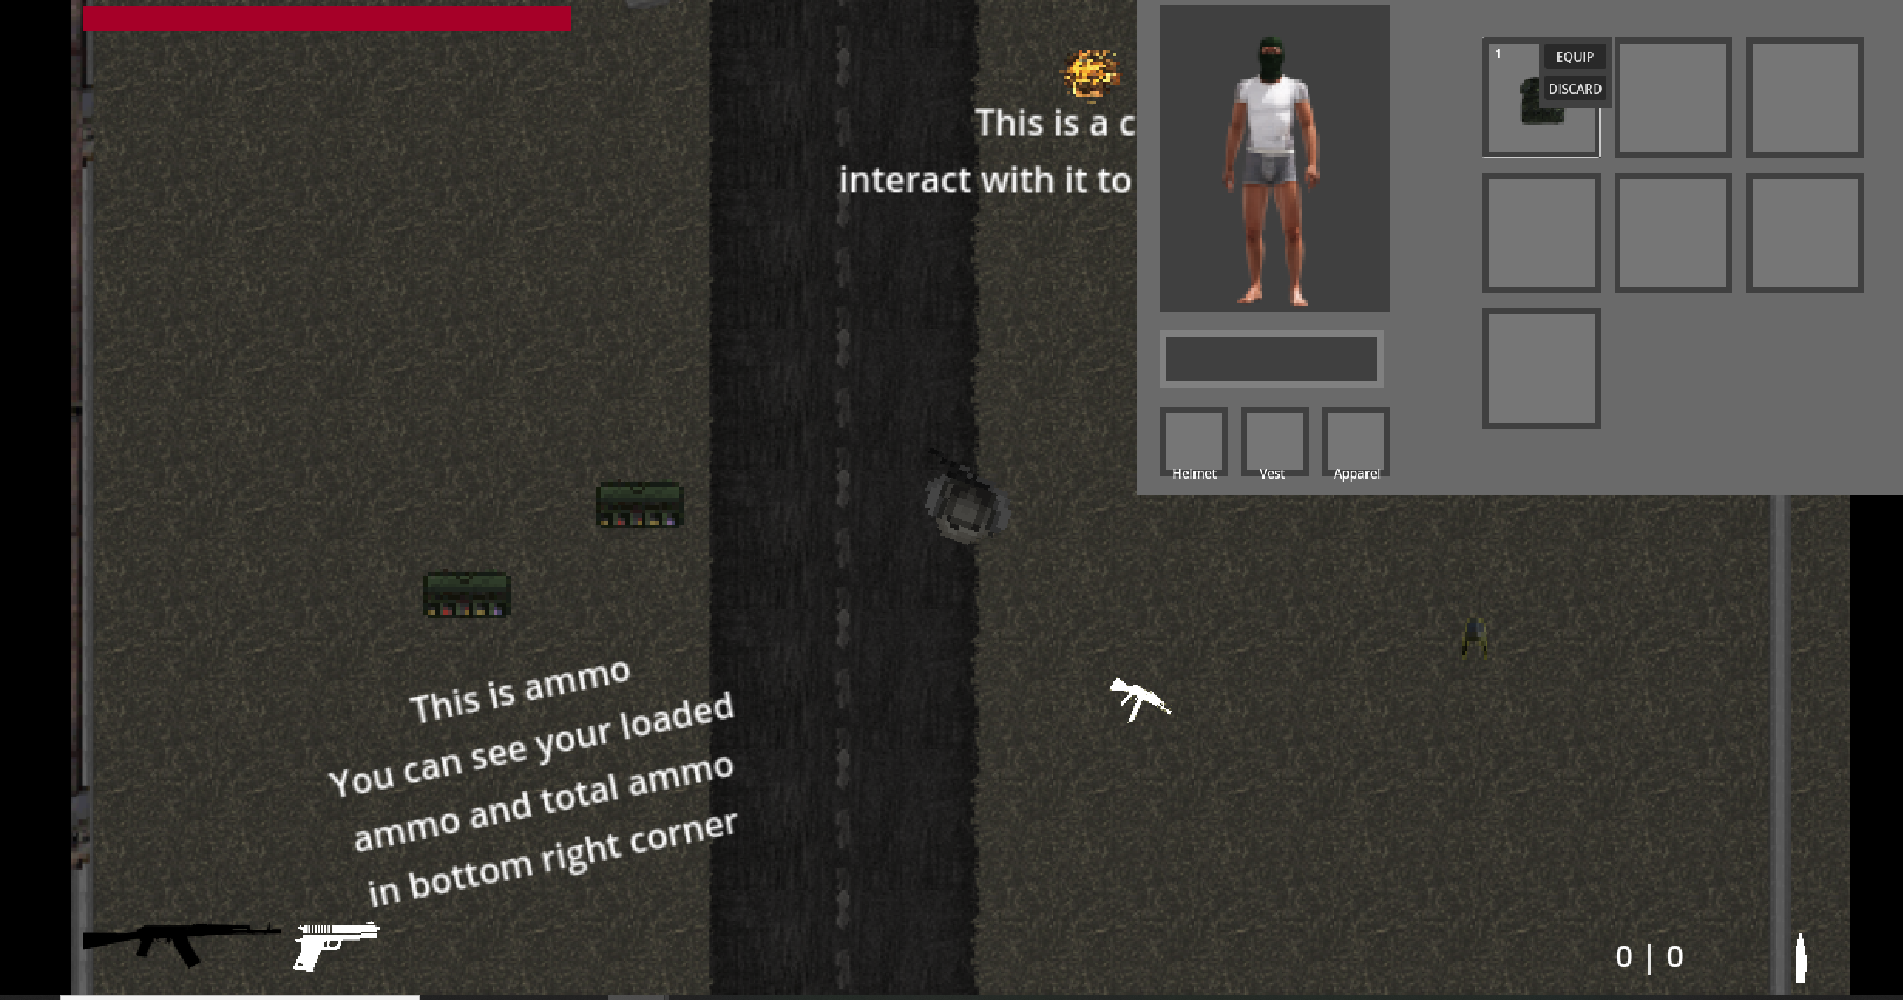 This is a c
interact with it to
1
EQUIP
DISCARD
Helmet
Vest
Apparel
This is ammo
You can see your loaded
ammo and total ammo
in bottom right corner
0 | 0